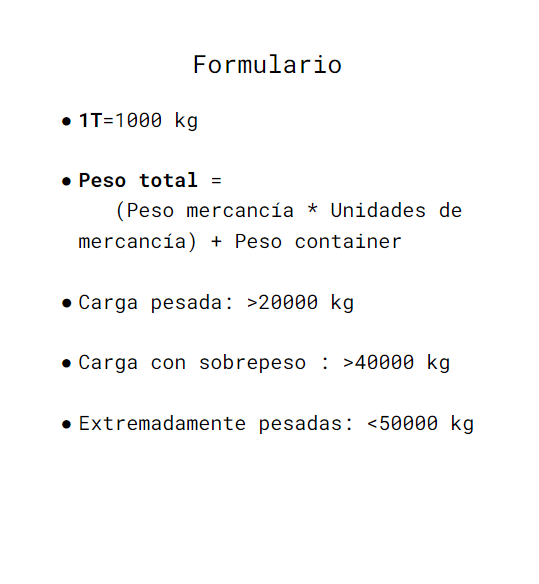 Formulario
● 1T=1000 kg
● Peso total =
(Peso mercancía * Unidades de
mercancía) + Peso container
● Carga pesada: >20000 kg
● Carga con sobrepeso : >40000 kg
● Extremadamente pesadas: <50000 kg